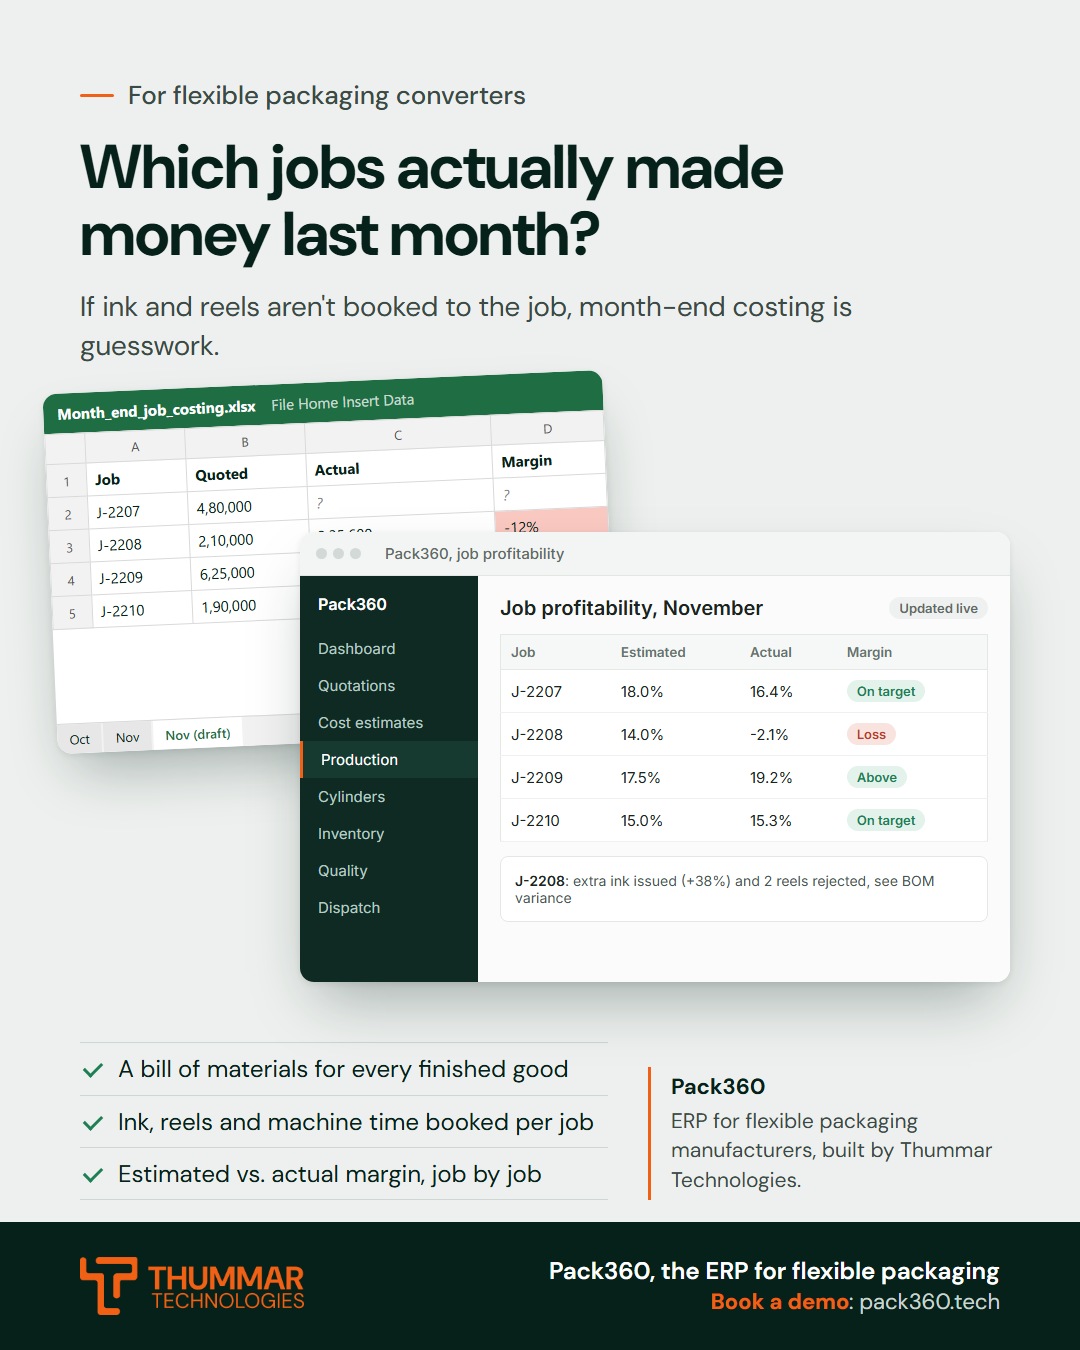 For flexible packaging converters
Which jobs actually made
money last month?
If ink and reels aren't booked to the job, month-end costing is
guesswork.
Month_end_job_costing.xlsx File Home Insert Data
A B C D
1 Job Quoted Actual Margin
2 J-2207 4,80,000 ? ?
3 J-2208 2,10,000 -12%
4 J-2209 6,25,000
5 J-2210 1,90,000
Oct Nov Nov (draft)
Pack360, job profitability
Pack360
Dashboard
Quotations
Cost estimates
Production
Cylinders
Inventory
Quality
Dispatch
Job profitability, November Updated live
Job Estimated Actual Margin
J-2207 18.0% 16.4% On target
J-2208 14.0% -2.1% Loss
J-2209 17.5% 19.2% Above
J-2210 15.0% 15.3% On target
J-2208: extra ink issued (+38%) and 2 reels rejected, see BOM
variance
A bill of materials for every finished good
Ink, reels and machine time booked per job
Estimated vs. actual margin, job by job
Pack360
ERP for flexible packaging
manufacturers, built by Thummar
Technologies.
THUMMAR
TECHNOLOGIES
Pack360, the ERP for flexible packaging
Book a demo: pack360.tech